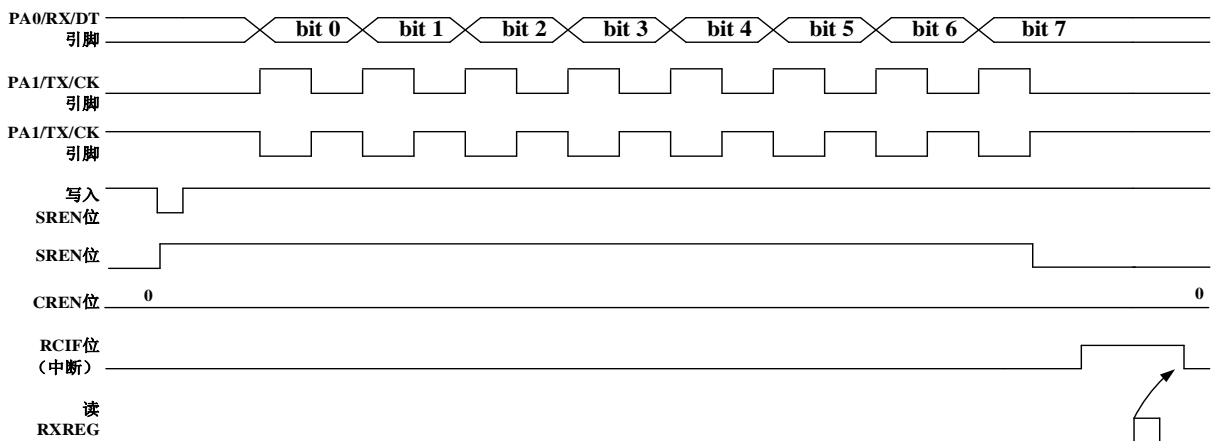 PA0/RX/DT
引脚
bit 0 bit 1 bit 2 bit 3 bit 4 bit 5 bit 6 bit 7
PA1/TX/CK
引脚
PA1/TX/CK
引脚
写入
SREN位
SREN位
CREN位 0 0
RCIF位
（中断）
读
RXREG